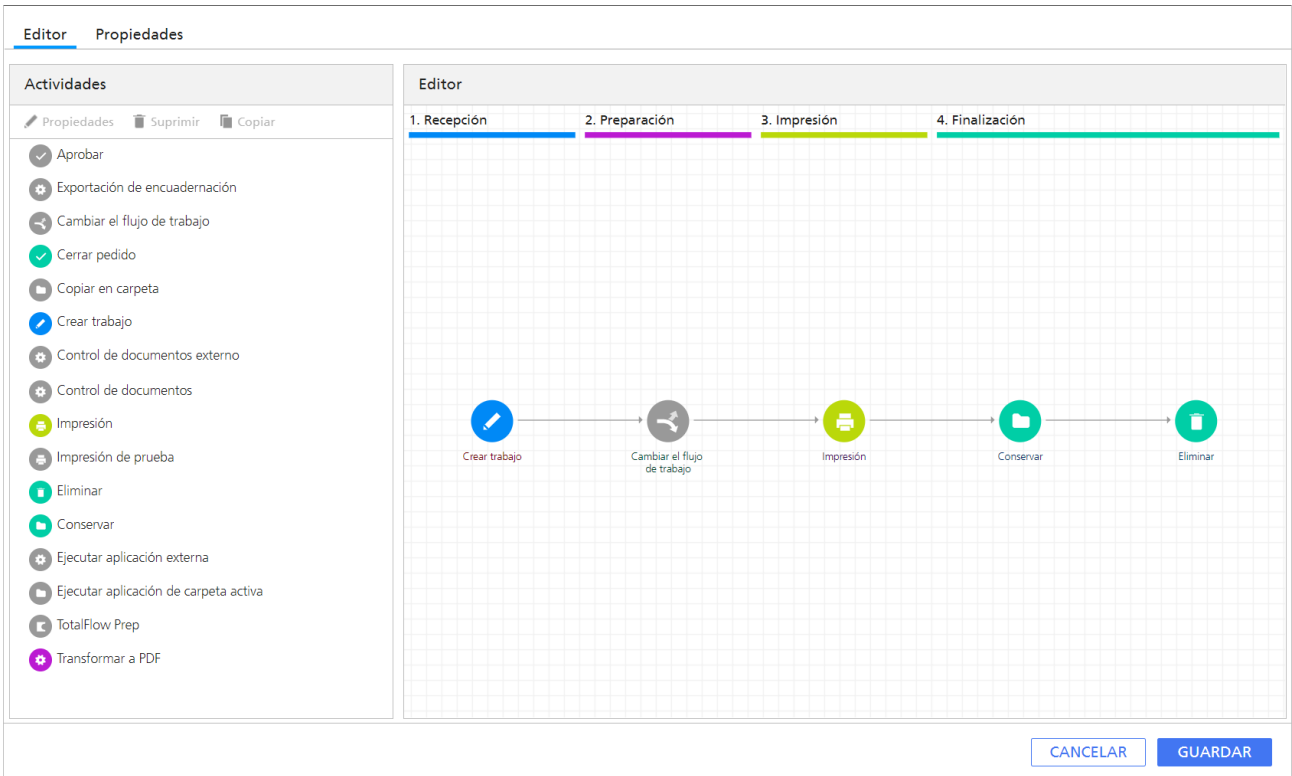 Editor Propiedades
Actividades
Propiedades Suprimir Copiar
Aprobar
Exportación de encuadernación
Cambiar el flujo de trabajo
Cerrar pedido
Copiar en carpeta
Crear trabajo
Control de documentos externo
Control de documentos
Impresión
Impresión de prueba
Eliminar
Conservar
Ejecutar aplicación externa
Ejecutar aplicación de carpeta activa
TotalFlow Prep
Transformar a PDF
Editor
1. Recepción 2. Preparación 3. Impresión 4. Finalización
Crear trabajo
Cambiar el flujo
de trabajo
Impresión
Conservar
Eliminar
CANCELAR GUARDAR